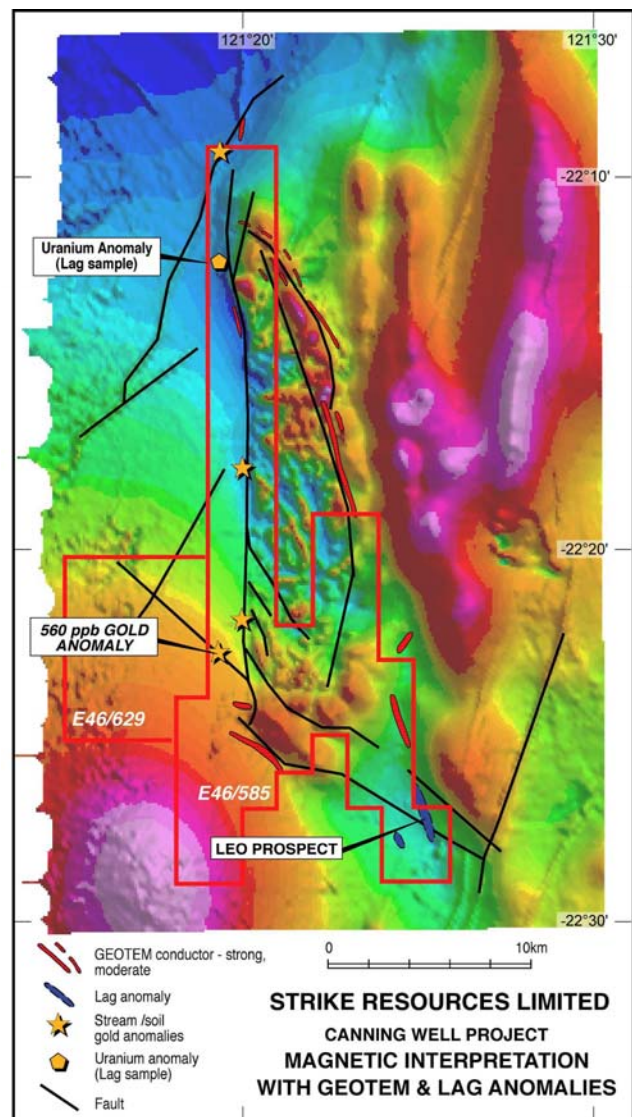 121°20'
121°30'
-22°10'
Uranium Anomaly
(Lag sample)
-22°20'
560 ppb GOLD
ANOMALY
E46/629
E46/585
LEO PROSPECT
-22°30'
GEOTEM conductor - strong,
moderate
Lag anomaly
Stream /soil
gold anomalies
Uranium anomaly
(Lag sample)
Fault
0 10km
STRIKE RESOURCES LIMITED
CANNING WELL PROJECT
MAGNETIC INTERPRETATION
WITH GEOTEM & LAG ANOMALIES